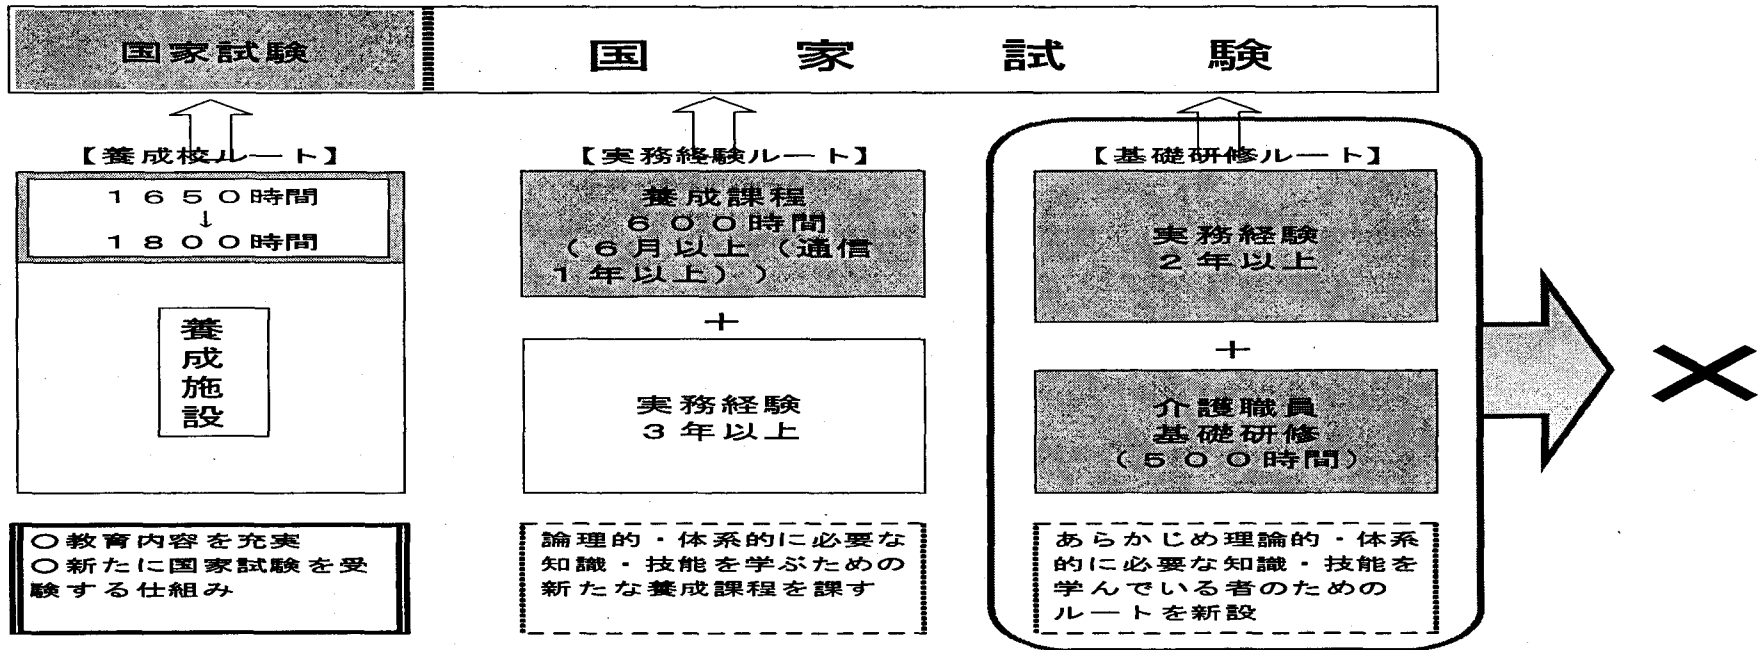 国家試験
国家試験
【養成校ルート】
1650時間
↓
1800時間
養成施設
○教育内容を充実
○新たに国家試験を受
験する仕組み
【実務経験ルート】
養成課程
600時間
(6月以上(通信
1年以上))
+
実務経験
3年以上
論理的・体系的に必要な
知識・技能を学ぶための
新たな養成課程を課す
【基礎研修ルート】
実務経験
2年以上
+
介護職員
基礎研修
(500時間)
あらかじめ理論的・体系
的に必要な知識・技能を
学んでいる者のための
ルートを新設
×